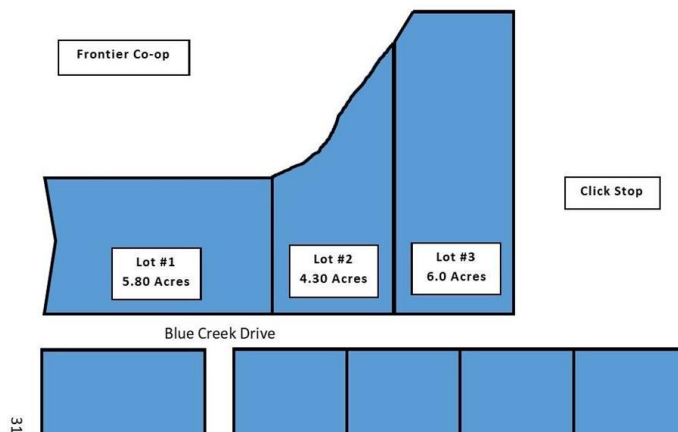 Frontier Co-op
Click Stop
Lot #1
5.80 Acres
Lot #2
4.30 Acres
Lot #3
6.0 Acres
Blue Creek Drive
31